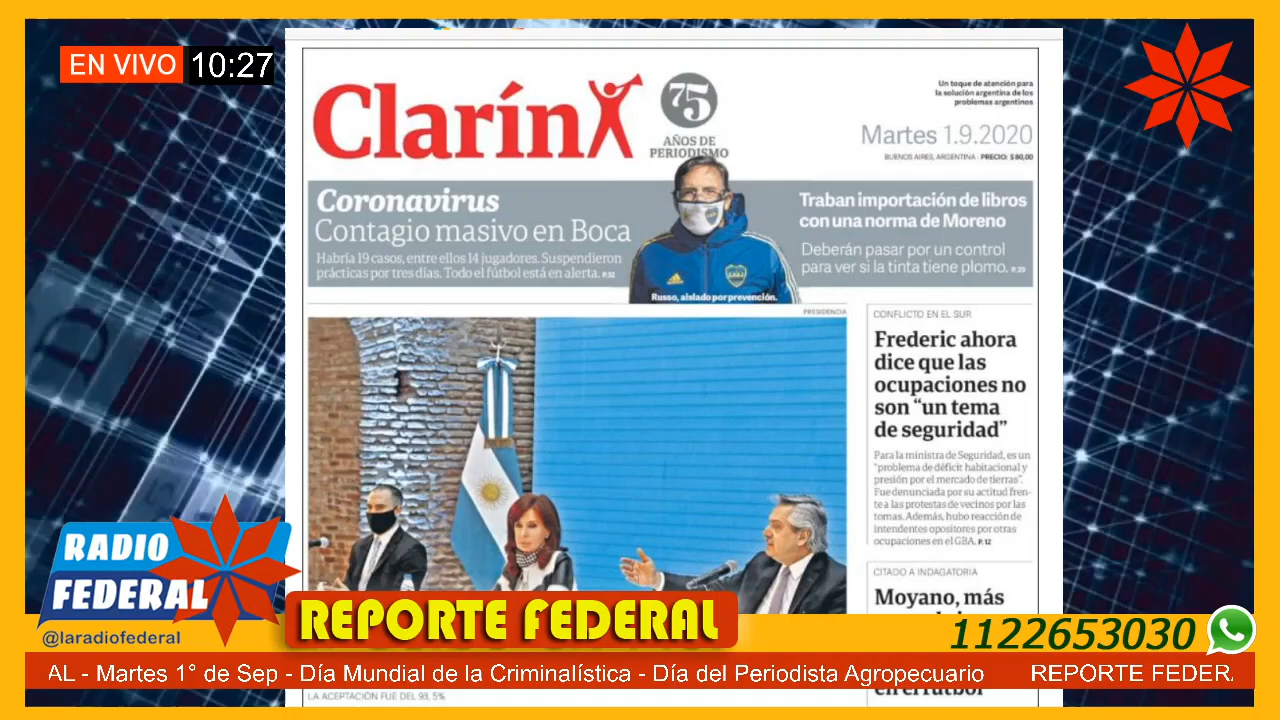 EN VIVO 10:27
Clarín
75
AÑOS DE
PERIODISMO
Un toque de atención para
la solución argentina de los
problemas argentinos
Martes 1.9.2020
BUENOS AIRES, ARGENTINA - PRECIO: $ 80,00
Coronavirus
Contagio masivo en Boca
Habría 19 casos, entre ellos 14 jugadores. Suspendieron
prácticas por tres días. Todo el fútbol está en alerta. P.32
Russo, aislado por prevención.
Traban importación de libros
con una norma de Moreno
Deberán pasar por un control
para ver si la tinta tiene plomo.
PRESIDENCIA
CONFLICTO EN EL SUR
Frederic ahora
dice que las
ocupaciones no
son “un tema
de seguridad”
Para la ministra de Seguridad, es un
“problema de déficit habitacional y
presión por el mercado de tierras”.
Fue denunciada por su actitud fren-
te a las protestas de vecinos por las
tomas. Además, hubo reacción de
intendentes opositores por otras
ocupaciones en el GBA. P.12
CITADO A INDAGATORIA
Moyano, más
RADIO
FEDERAL
@laradiofederal
REPORTE FEDERAL
1122653030
AL - Martes 1° de Sep - Día Mundial de la Criminalística - Día del Periodista Agropecuario REPORTE FEDER
LA ACEPTACIÓN FUE DEL 93, 5%
en el fútbol